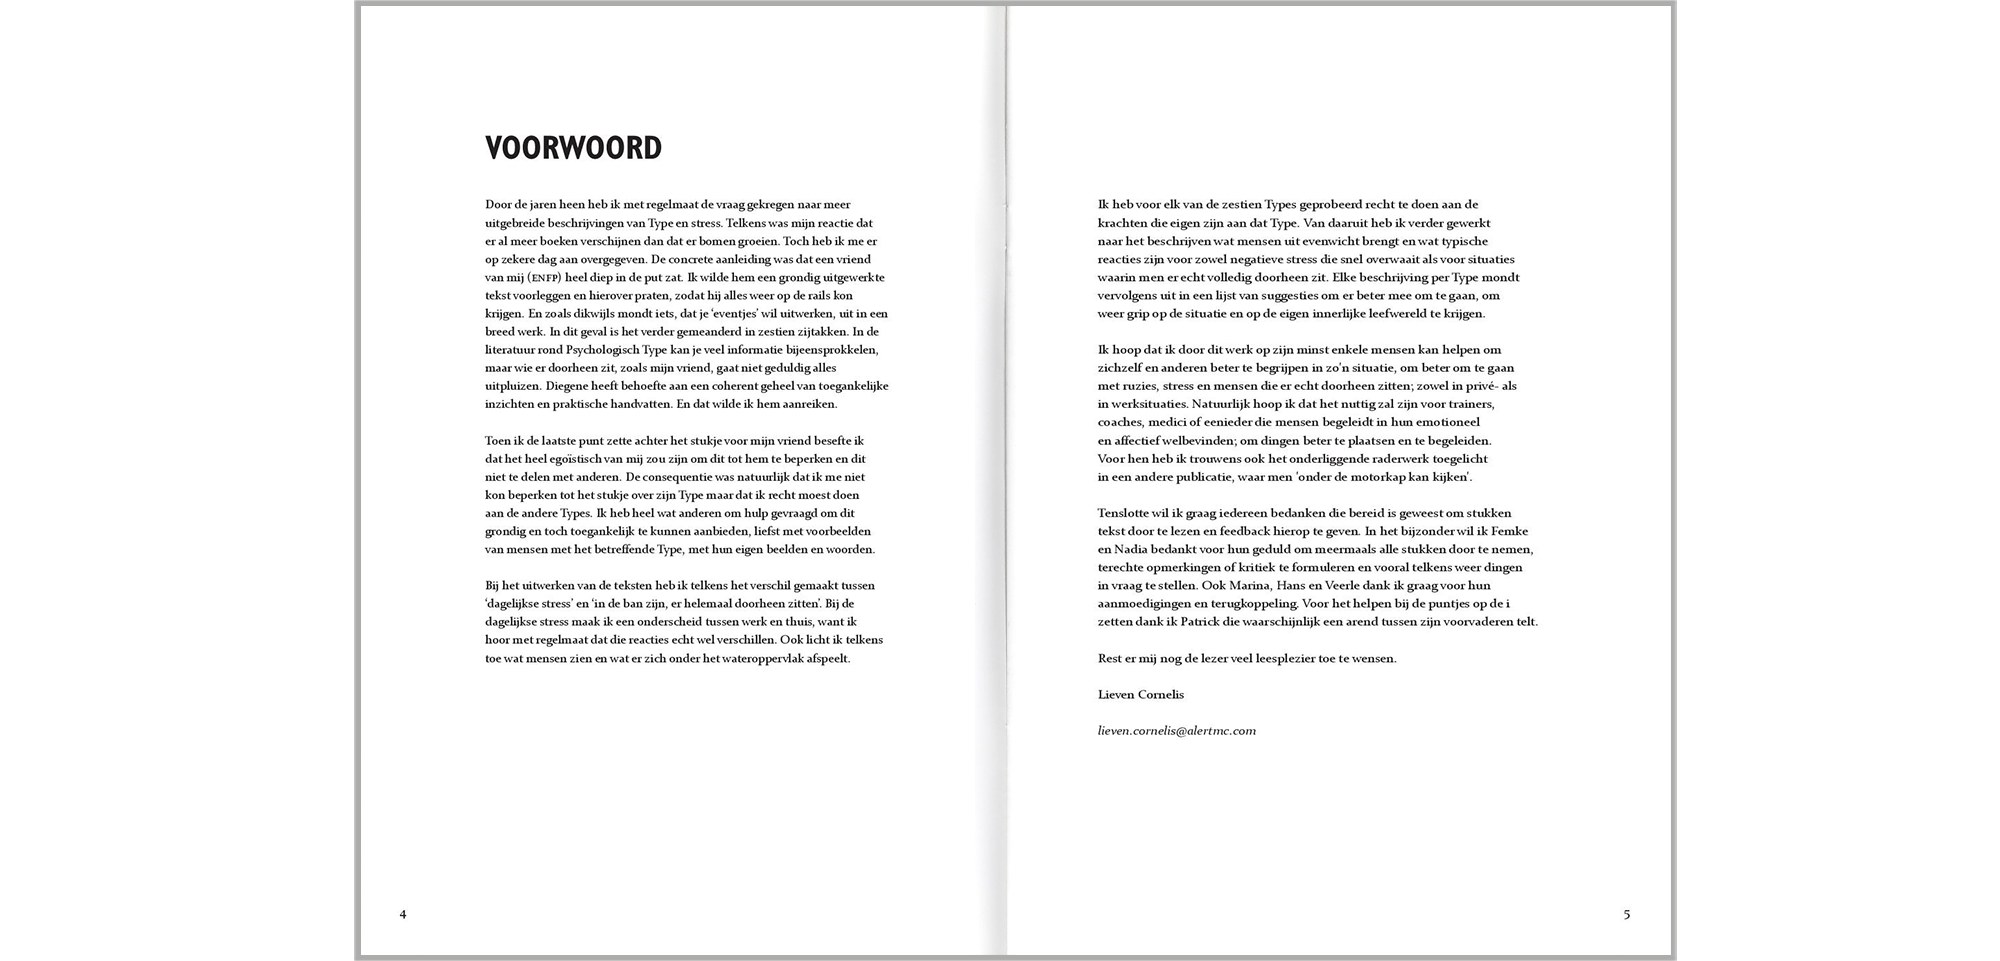 VOORWOORD
Door de jaren heen heb ik met regelmaat de vraag gekregen naar meer
uitgebreide beschrijvingen van Type en stress. Telkens was mijn reactie dat
er al meer boeken verschijnen dan dat er bomen groeien. Toch heb ik me er
op zekere dag aan overgegeven. De concrete aanleiding was dat een vriend
van mij (ENFP) heel diep in de put zat. Ik wilde hem een grondig uitgewerkte
tekst voorleggen en hierover praten, zodat hij alles weer op de rails kon
krijgen. En zoals dikwijls mondt iets, dat je ‘eventjes’ wil uitwerken, uit in een
breed werk. In dit geval is het verder gemeanderd in zestien zijtakken. In de
literatuur rond Psychologisch Type kan je veel informatie bijeensprokkelen,
maar wie er doorheen zit, zoals mijn vriend, gaat niet geduldig alles
uitpluizen. Diegene heeft behoefte aan een coherent geheel van toegankelijke
inzichten en praktische handvatten. En dat wilde ik hem aanreiken.
Toen ik de laatste punt zette achter het stukje voor mijn vriend besefte ik
dat het heel egoïstisch van mij zou zijn om dit tot hem te beperken en dit
niet te delen met anderen. De consequentie was natuurlijk dat ik me niet
kon beperken tot het stukje over zijn Type maar dat ik recht moest doen
aan de andere Types. Ik heb heel wat anderen om hulp gevraagd om dit
grondig en toch toegankelijk te kunnen aanbieden, liefst met voorbeelden
van mensen met het betreffende Type, met hun eigen beelden en woorden.
Bij het uitwerken van de teksten heb ik telkens het verschil gemaakt tussen
‘dagelijkse stress’ en ‘in de ban zijn, er helemaal doorheen zitten’. Bij de
dagelijkse stress maak ik een onderscheid tussen werk en thuis, want ik
hoor met regelmaat dat die reacties echt wel verschillen. Ook licht ik telkens
toe wat mensen zien en wat er zich onder het wateroppervlak afspeelt.
4
Ik heb voor elk van de zestien Types geprobeerd recht te doen aan de
krachten die eigen zijn aan dat Type. Van daaruit heb ik verder gewerkt
naar het beschrijven wat mensen uit evenwicht brengt en wat typische
reacties zijn voor zowel negatieve stress die snel overwaait als voor situaties
waarin men er echt volledig doorheen zit. Elke beschrijving per Type mondt
vervolgens uit in een lijst van suggesties om er beter mee om te gaan, om
weer grip op de situatie en op de eigen innerlijke leefwereld te krijgen.
Ik hoop dat ik door dit werk op zijn minst enkele mensen kan helpen om
zichzelf en anderen beter te begrijpen in zo'n situatie, om beter om te gaan
met ruzies, stress en mensen die er echt doorheen zitten; zowel in privé- als
in werksituaties. Natuurlijk hoop ik dat het nuttig zal zijn voor trainers,
coaches, medici of eenieder die mensen begeleidt in hun emotioneel
en affectief welbevinden; om dingen beter te plaatsen en te begeleiden.
Voor hen heb ik trouwens ook het onderliggende raderwerk toegelicht
in een andere publicatie, waar men 'onder de motorkap kan kijken'.
Tenslotte wil ik graag iedereen bedanken die bereid is geweest om stukken
tekst door te lezen en feedback hierop te geven. In het bijzonder wil ik Femke
en Nadia bedankt voor hun geduld om meermaals alle stukken door te nemen,
terechte opmerkingen of kritiek te formuleren en vooral telkens weer dingen
in vraag te stellen. Ook Marina, Hans en Veerle dank ik graag voor hun
aanmoedigingen en terugkoppeling. Voor het helpen bij de puntjes op de i
zetten dank ik Patrick die waarschijnlijk een arend tussen zijn voorvaderen telt.
Rest er mij nog de lezer veel leesplezier toe te wensen.
Lieven Cornelis
lieven.cornelis@alertmc.com
5